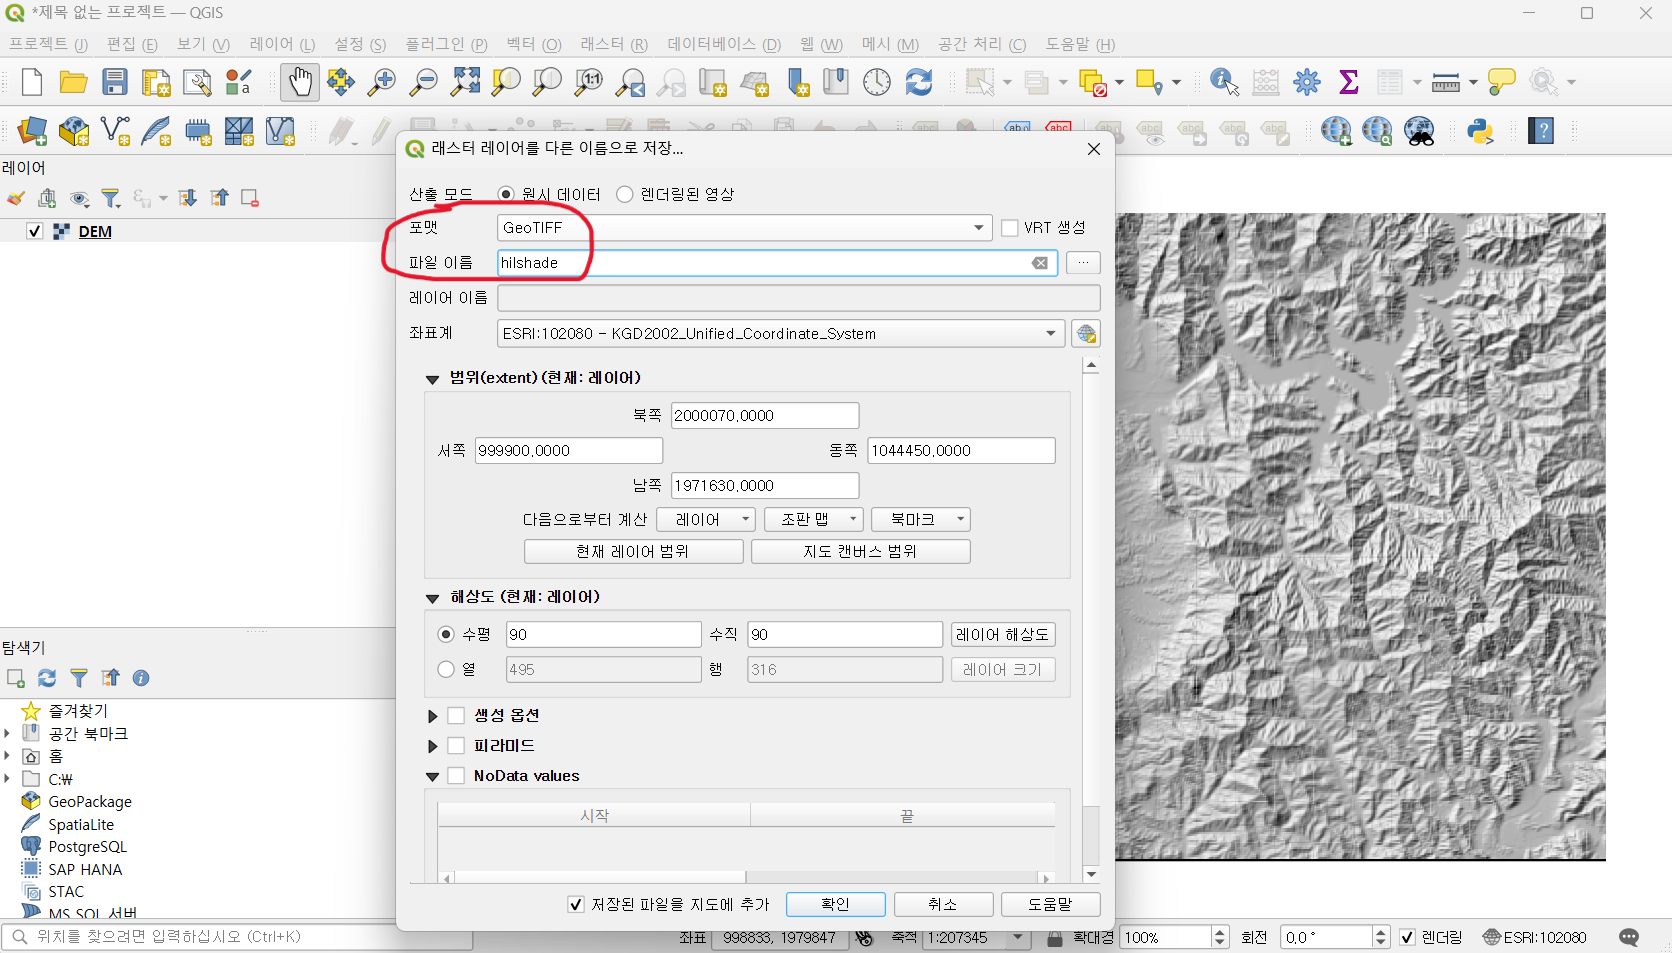 *제목 없는 프로젝트 — QGIS
프로젝트 (J) 편집 (E) 보기 (V) 레이어 (L) 설정 (S) 플러그인 (P) 벡터 (O) 래스터 (R) 데이터베이스 (D) 웹 (W) 메시 (M) 공간 처리 (C) 도움말 (H)
레이어
DEM
래스터 레이어를 다른 이름으로 저장...
산출 모드 원시 데이터 렌더링된 영상
포맷 GeoTIFF VRT 생성
파일 이름 hilshade ...
레이어 이름
좌표계 ESRI:102080 - KGD2002_Unified_Coordinate_System
범위(extent) (현재: 레이어)
북쪽 2000070,0000
서쪽 999900,0000 동쪽 1044450,0000
남쪽 1971630,0000
다음으로부터 계산 레이어 조판 맵 북마크
현재 레이어 범위 지도 캔버스 범위
해상도 (현재: 레이어)
수평 90 수직 90 레이어 해상도
열 495 행 316 레이어 크기
생성 옵션
피라미드
NoData values
시작 끝
저장된 파일을 지도에 추가 확인 취소 도움말
탐색기
즐겨찾기
공간 북마크
홈
C:₩
GeoPackage
SpatiaLite
PostgreSQL
SAP HANA
STAC
MS SQL 서버
위치를 찾으려면 입력하십시오 (Ctrl+K) 좌표 998833, 1979847 축척 1:207345 확대경 100% 회전 0,0 ° 렌더링 ESRI:102080